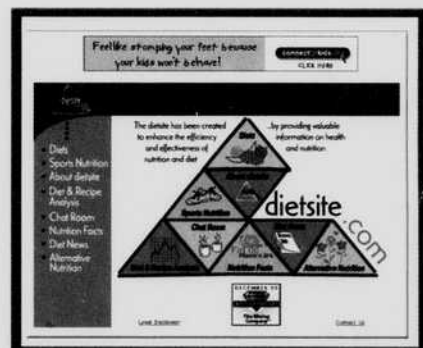 Feel like stomping your feet because
your kids won't behave!
CLICK HERE
The dietsite has been created
to enhance the efficiency
and effectiveness of
nutrition and diet
...by providing valuable
information on health
and nutrition
Diets
Sports Nutrition
About dietsite
Diet & Recipe
Analysis
Chat Room
Nutrition Facts
Diet News
Alternative
Nutrition
Diets
Sports Nutrition
Chat Room
Nutrition Facts
Alternative Nutrition
dietsite.com
Legal Disclaimer
Contact Us